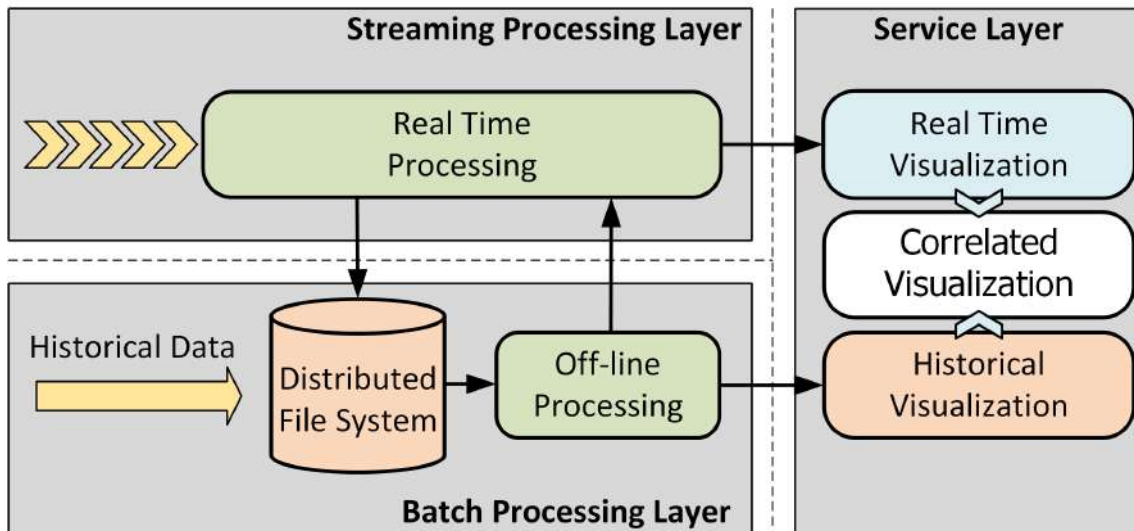 Streaming Processing Layer
Real Time
Processing
Historical Data
Distributed
File System
Off-line
Processing
Batch Processing Layer
Service Layer
Real Time
Visualization
Correlated
Visualization
Historical
Visualization